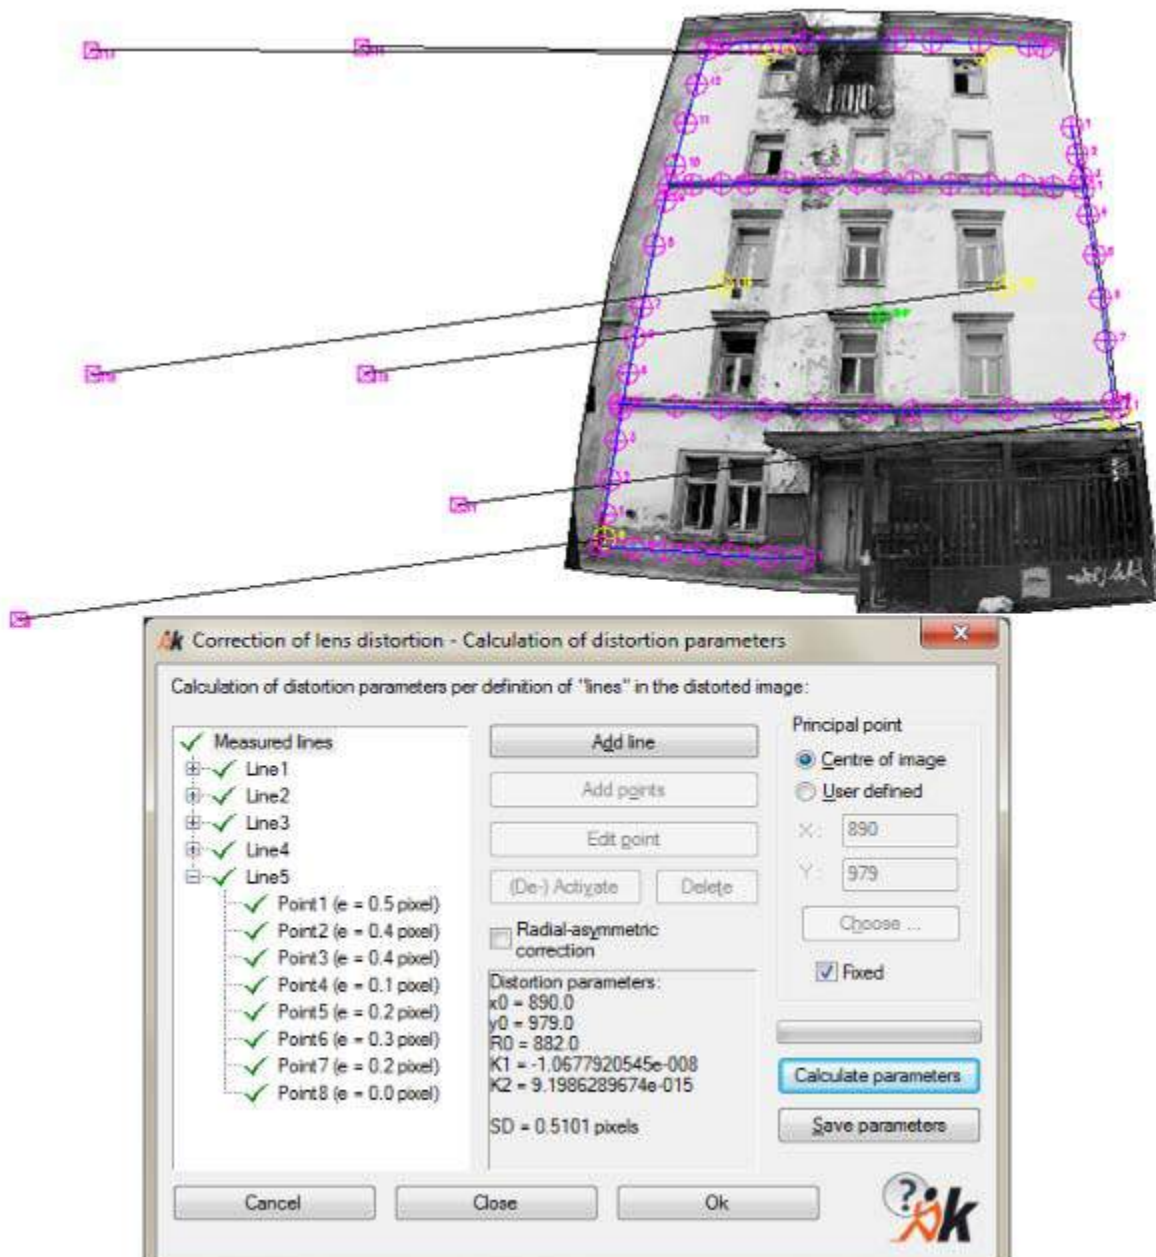 Correction of lens distortion - Calculation of distortion parameters
Calculation of distortion parameters per definition of "lines" in the distorted image:
Measured lines
Line1
Line2
Line3
Line4
Line5
Point1 (e = 0.5 pixel)
Point2 (e = 0.4 pixel)
Point3 (e = 0.4 pixel)
Point4 (e = 0.1 pixel)
Point5 (e = 0.2 pixel)
Point6 (e = 0.3 pixel)
Point7 (e = 0.2 pixel)
Point8 (e = 0.0 pixel)
Add line
Add points
Edit point
(De-) Activate
Delete
Radial-asymmetric
correction
Distortion parameters:
x0 = 890.0
y0 = 979.0
R0 = 882.0
K1 = -1.0677920545e-008
K2 = 9.1986289674e-015
SD = 0.5101 pixels
Principal point
Centre of image
User defined
X: 890
Y: 979
Choose ...
Fixed
Calculate parameters
Save parameters
Cancel
Close
Ok